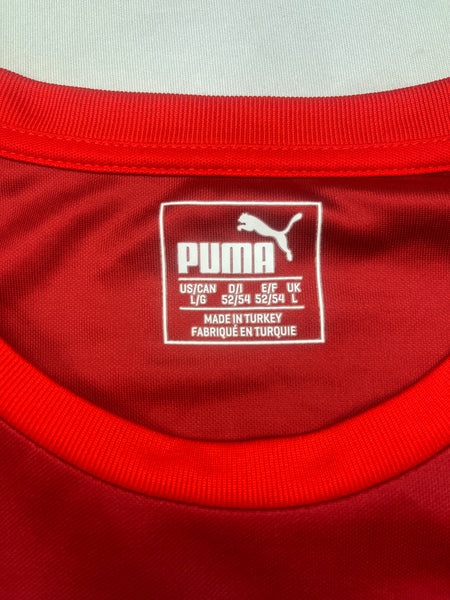 PUMA
US/CAN D/I E/F UK
L/G 52/54 52/54 L
MADE IN TURKEY
FABRIQUÉ EN TURQUIE